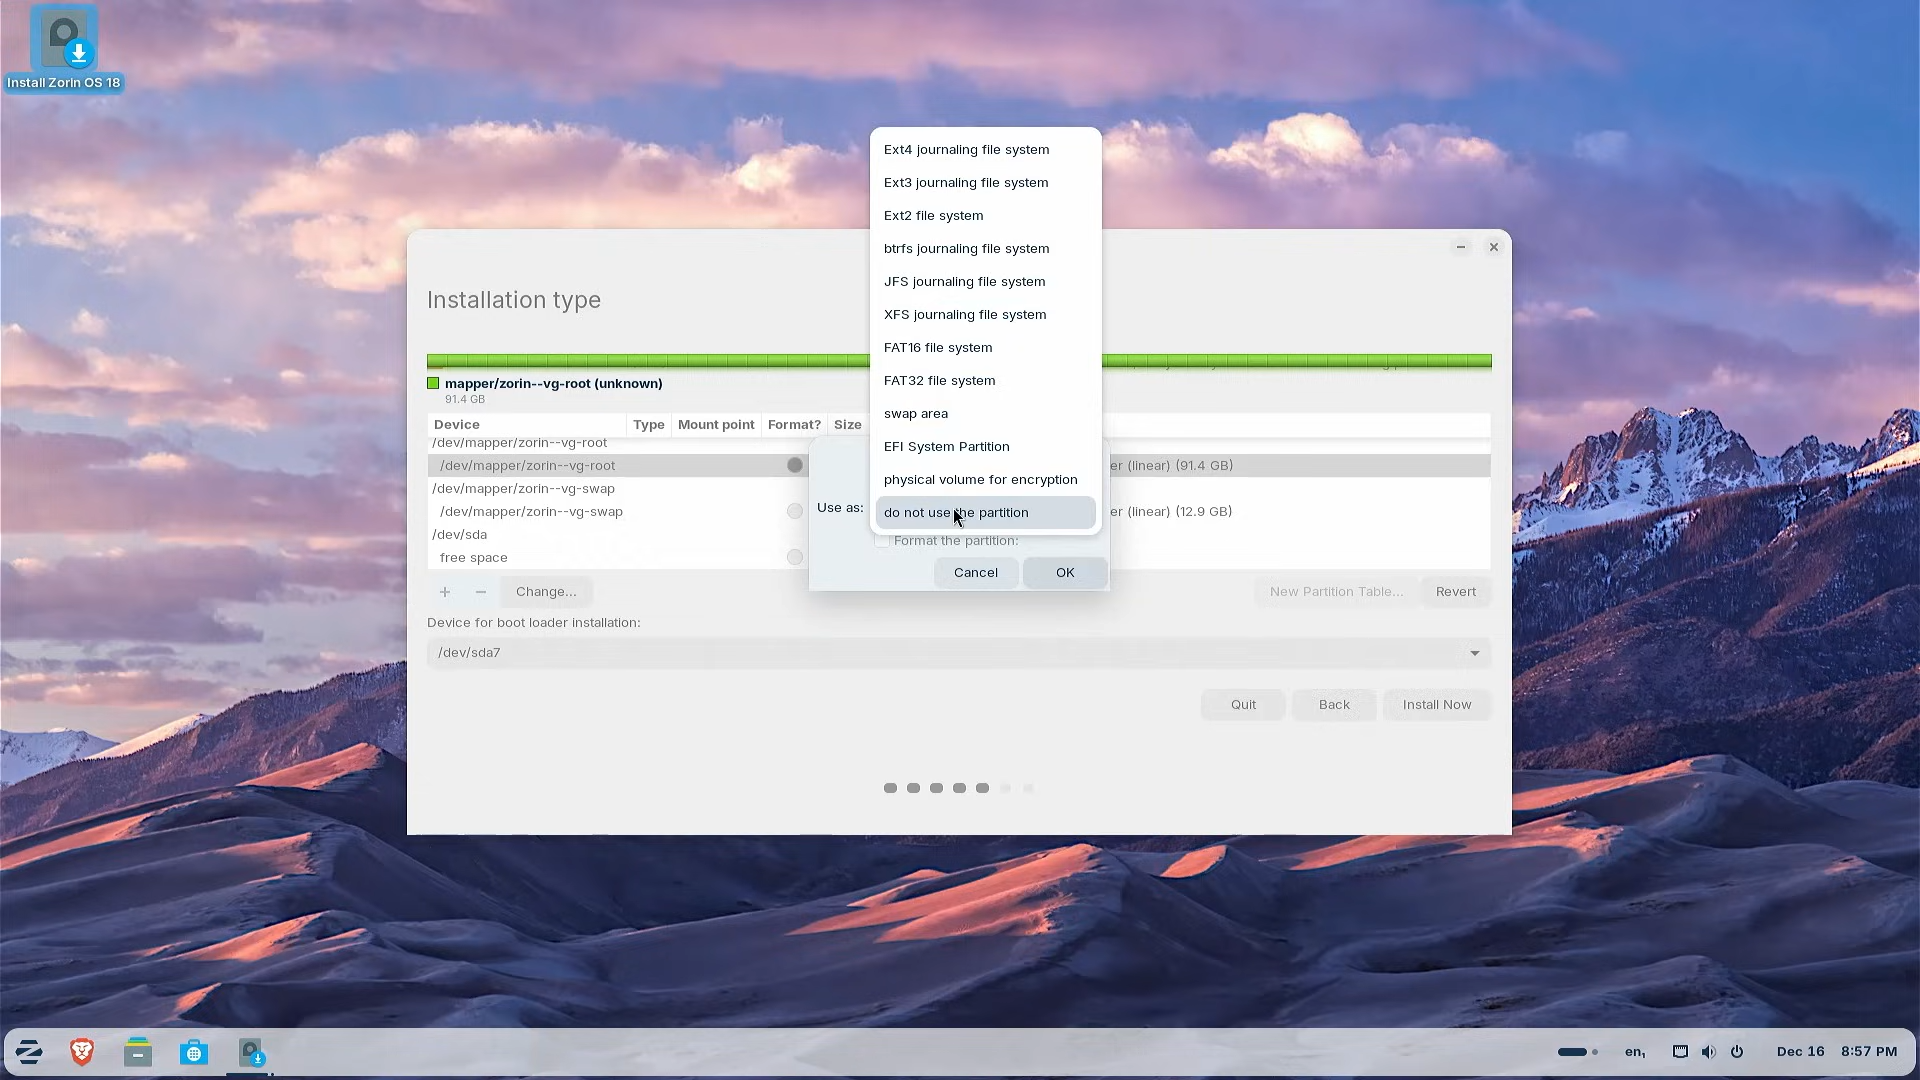 Install Zorin OS 18
Ext4 journaling file system
Ext3 journaling file system
Ext2 file system
btrfs journaling file system
JFS journaling file system
XFS journaling file system
FAT16 file system
FAT32 file system
swap area
EFI System Partition
physical volume for encryption
do not use the partition
Installation type
mapper/zorin--vg-root (unknown)
91.4 GB
Device Type Mount point Format? Size
/dev/mapper/zorin--vg-root
/dev/mapper/zorin--vg-root er (linear) (91.4 GB)
/dev/mapper/zorin--vg-swap
/dev/mapper/zorin--vg-swap er (linear) (12.9 GB)
/dev/sda
free space
Use as:
Format the partition:
Cancel OK
+ − Change... New Partition Table... Revert
Device for boot loader installation:
/dev/sda7
Quit Back Install Now
en₁ Dec 16 8:57 PM